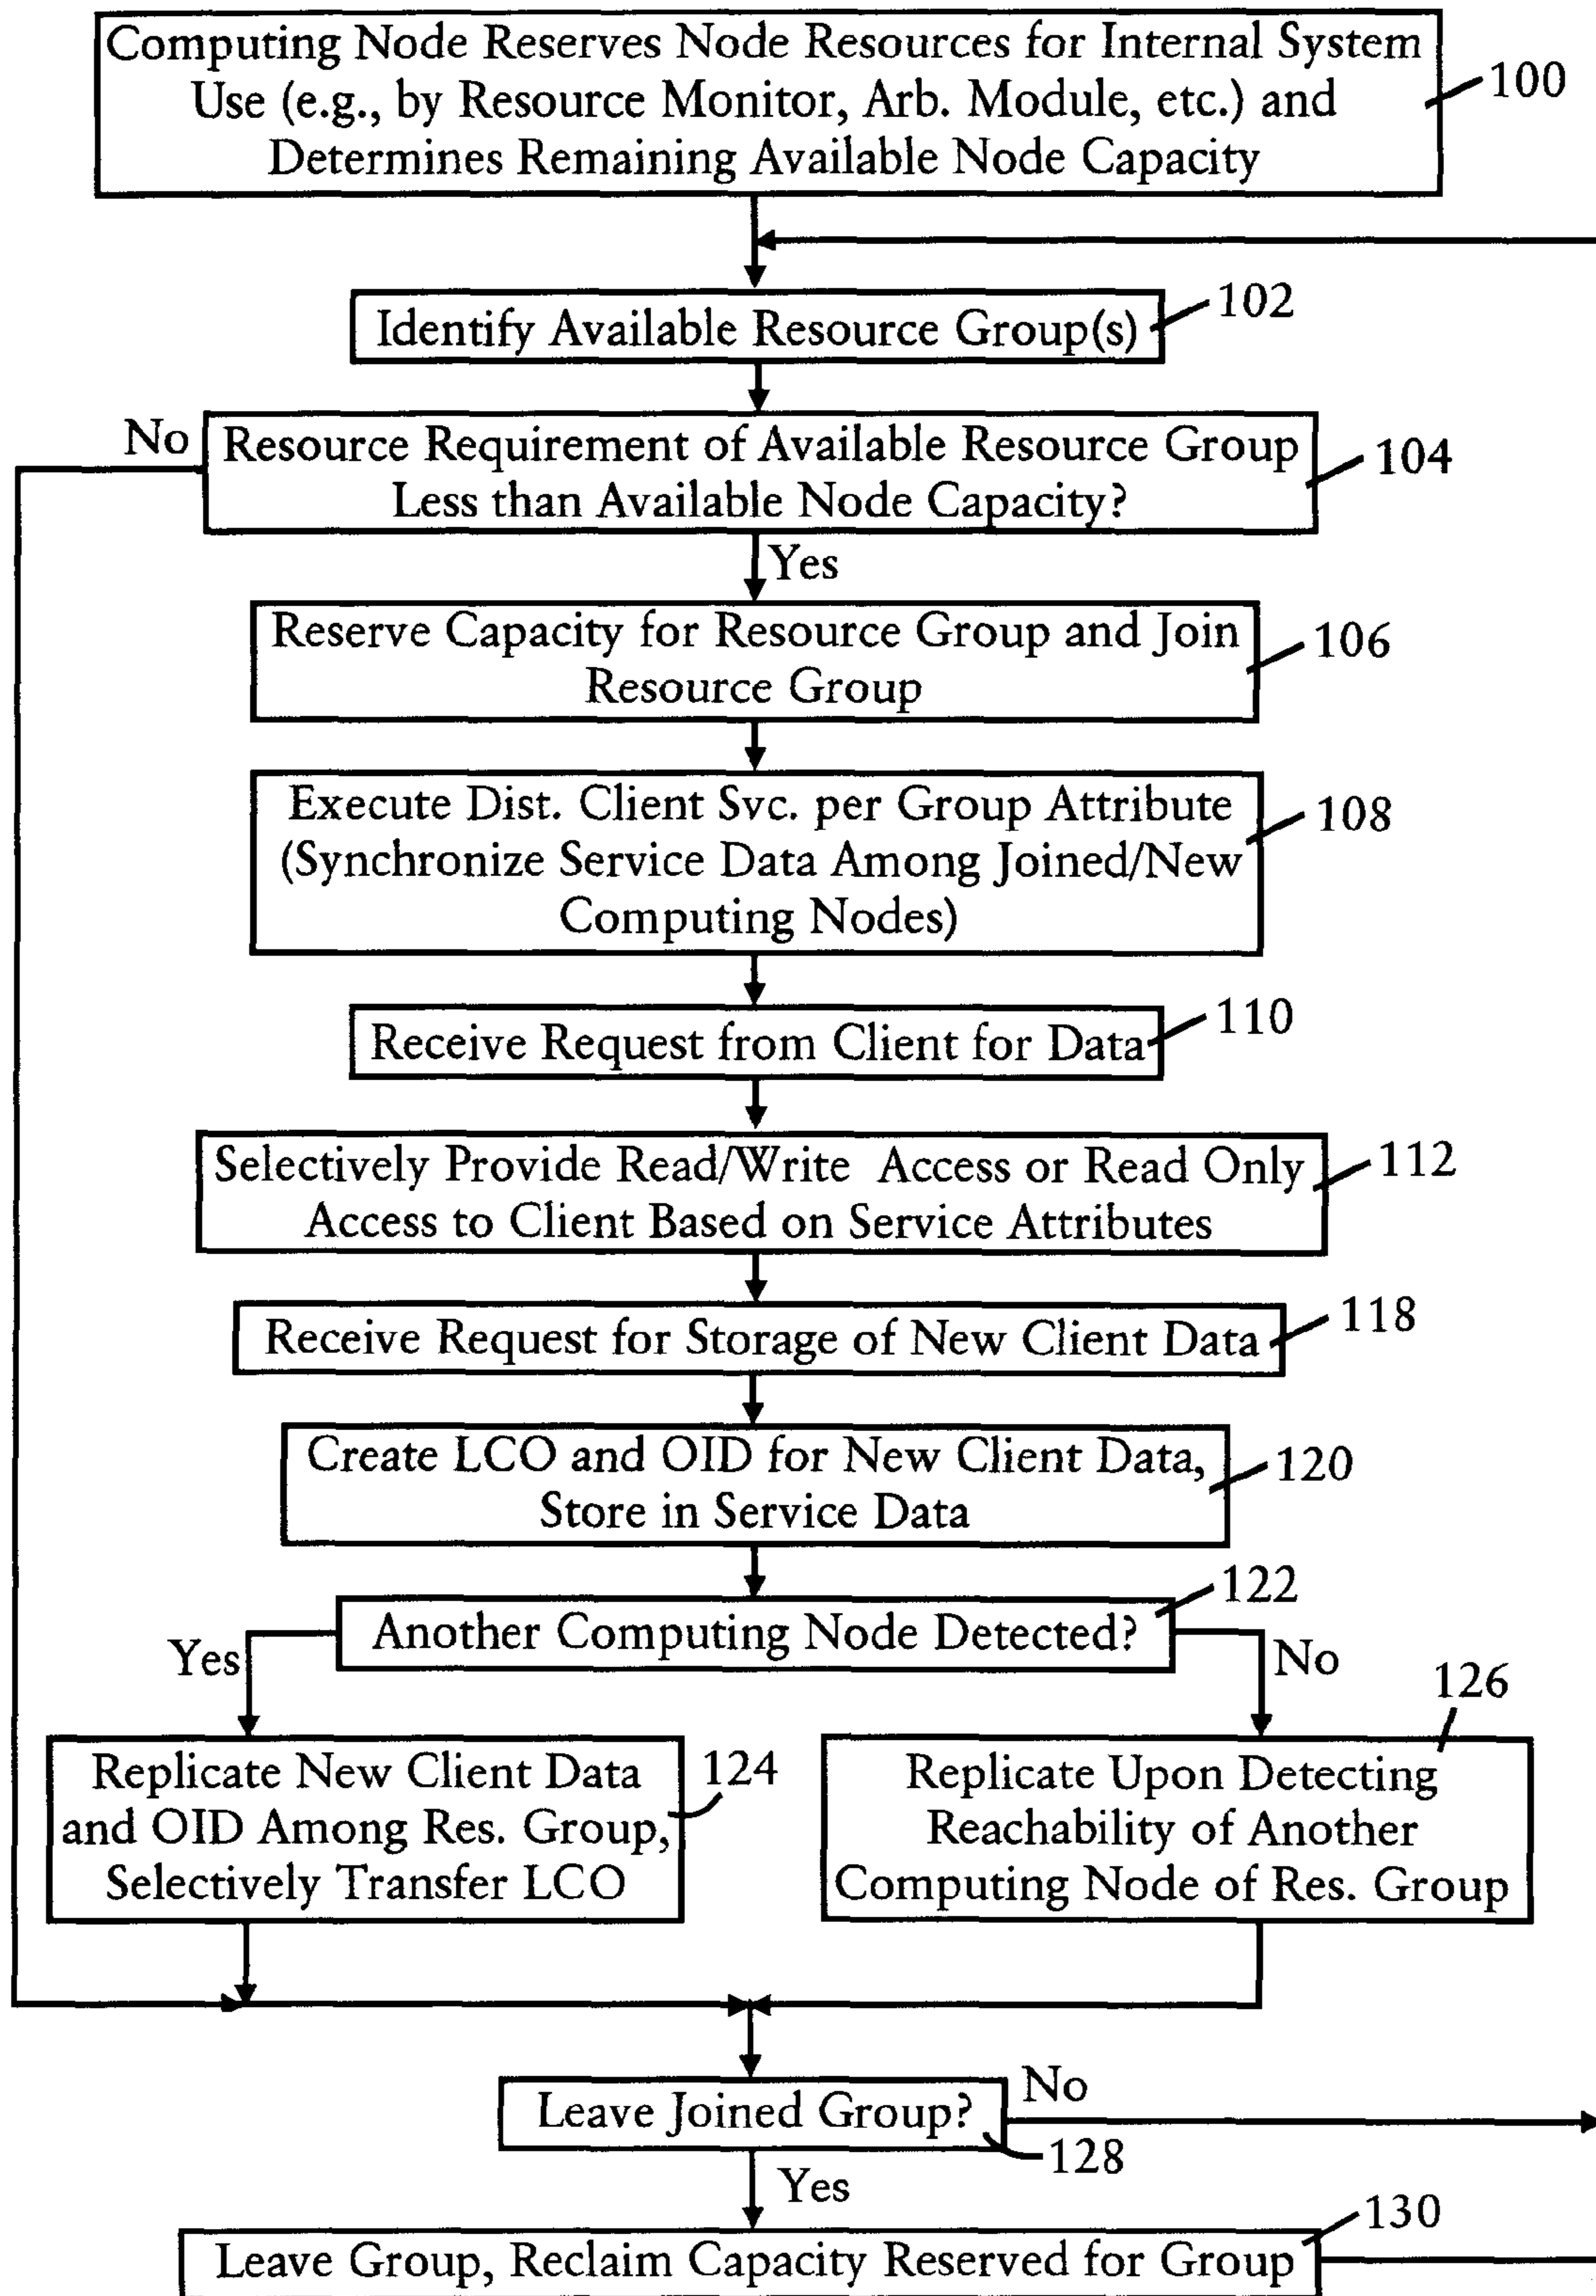 Computing Node Reserves Node Resources for Internal System
Use (e.g., by Resource Monitor, Arb. Module, etc.) and
Determines Remaining Available Node Capacity
100
Identify Available Resource Group(s)
102
No
Resource Requirement of Available Resource Group
Less than Available Node Capacity?
104
Yes
Reserve Capacity for Resource Group and Join
Resource Group
106
Execute Dist. Client Svc. per Group Attribute
(Synchronize Service Data Among Joined/New
Computing Nodes)
108
Receive Request from Client for Data
110
Selectively Provide Read/Write Access or Read Only
Access to Client Based on Service Attributes
112
Receive Request for Storage of New Client Data
118
Create LCO and OID for New Client Data,
Store in Service Data
120
Another Computing Node Detected?
122
Yes
No
Replicate New Client Data
and OID Among Res. Group,
Selectively Transfer LCO
124
Replicate Upon Detecting
Reachability of Another
Computing Node of Res. Group
126
Leave Joined Group?
No
128
Yes
Leave Group, Reclaim Capacity Reserved for Group
130